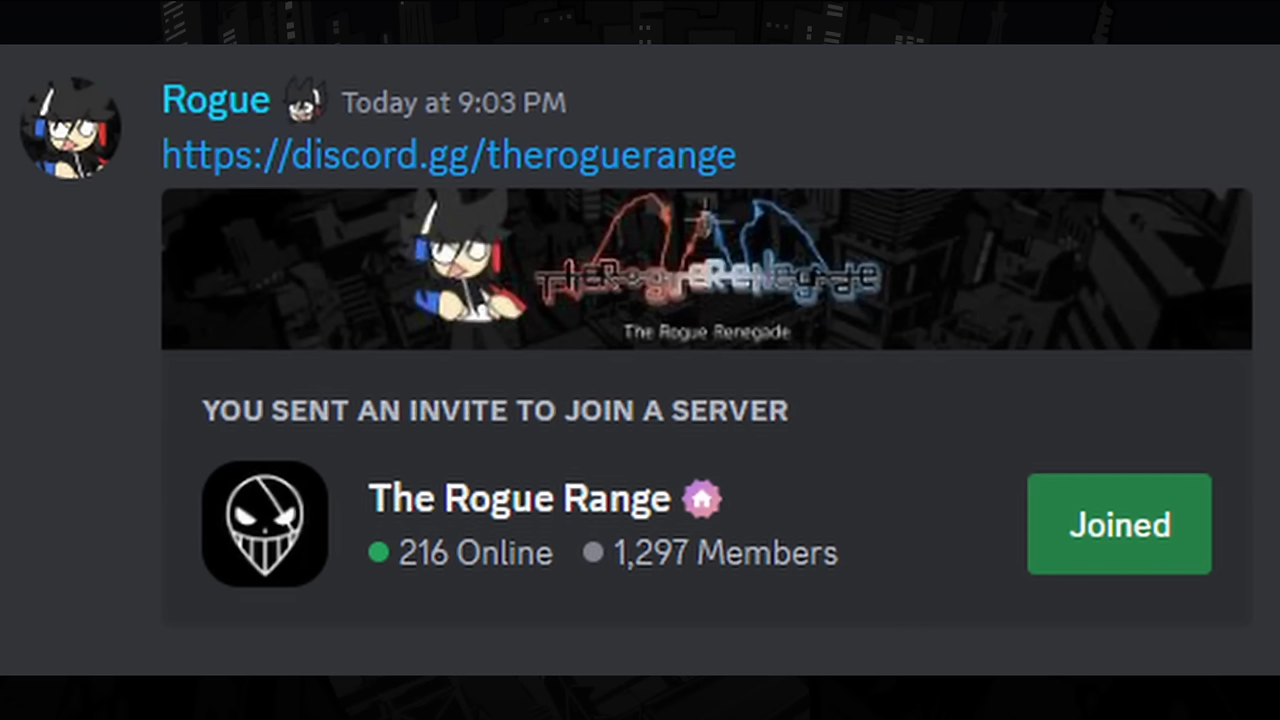 Rogue Today at 9:03 PM
https://discord.gg/theroguerange
theRogueRenegade
The Rogue Renegade
YOU SENT AN INVITE TO JOIN A SERVER
The Rogue Range
216 Online 1,297 Members
Joined